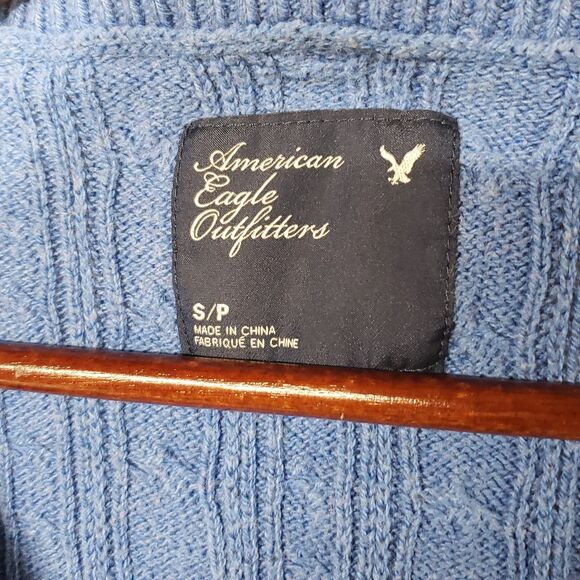 American
Eagle
Outfitters
S/P
MADE IN CHINA
FABRIQUÉ EN CHINE